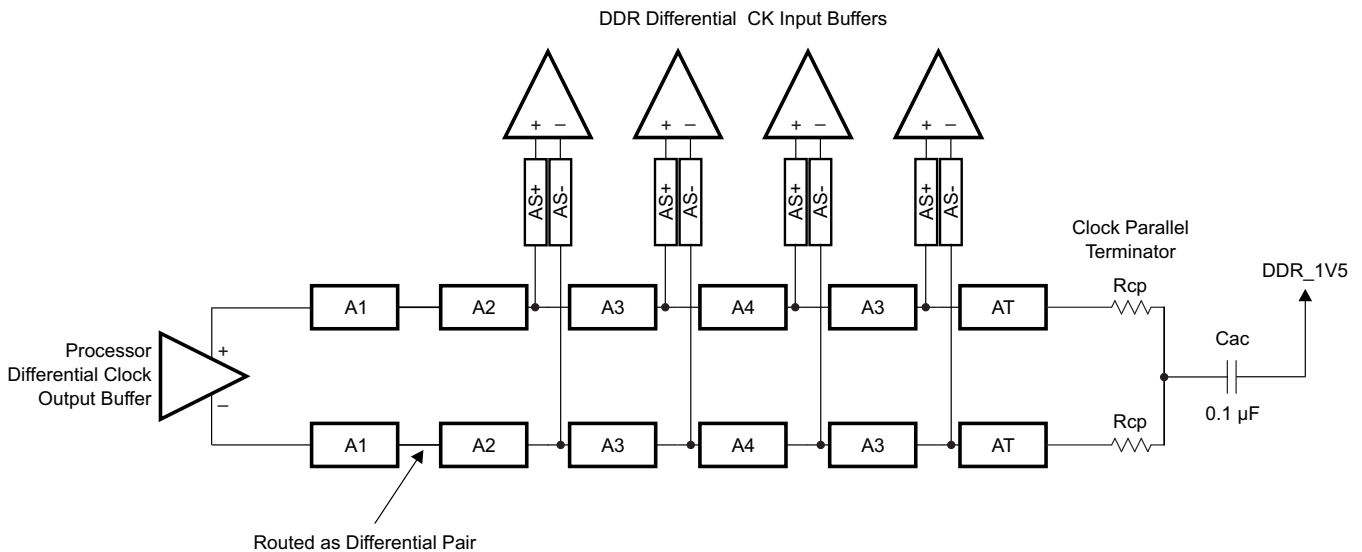 DDR Differential CK Input Buffers
+ – + – + – + –
AS+ AS- AS+ AS- AS+ AS- AS+ AS-
Clock Parallel
Terminator
DDR_1V5
A1 A2 A3 A4 A3 AT
Rcp
Processor
Differential Clock
Output Buffer
+
–
Cac
0.1 µF
Rcp
A1 A2 A3 A4 A3 AT
Routed as Differential Pair